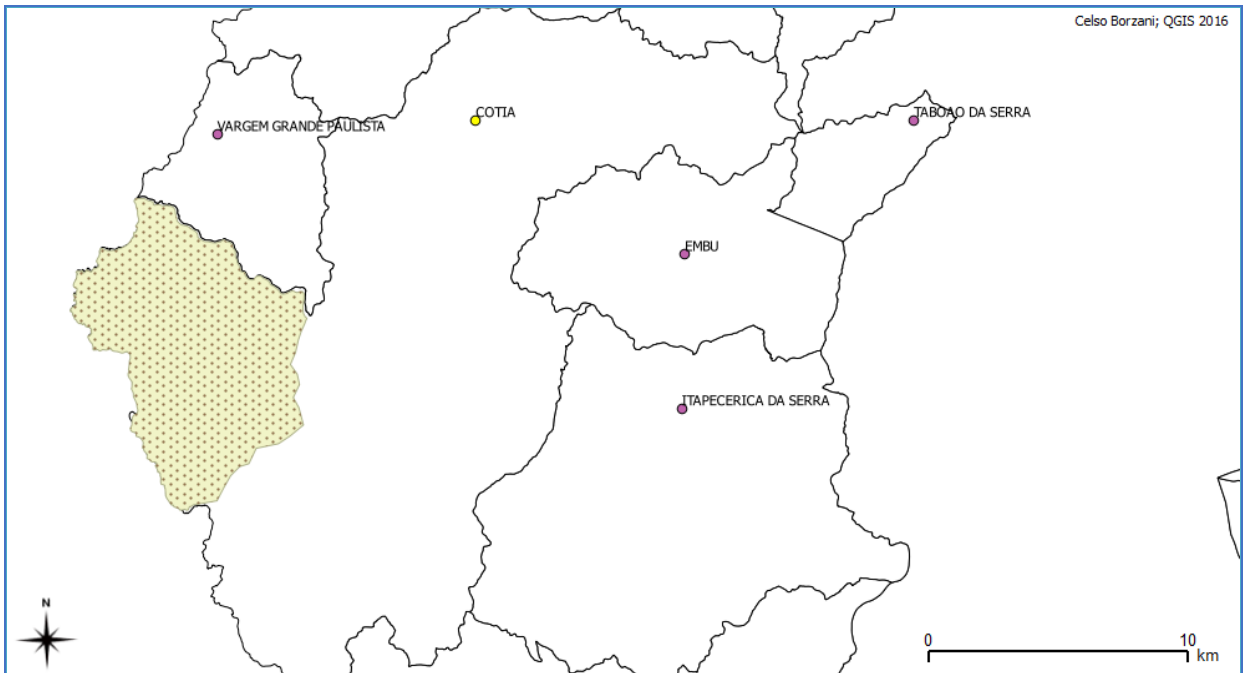 Celso Borzani; QGIS 2016
VARGEM GRANDE PAULISTA
COTIA
TABOAO DA SERRA
EMBU
ITAPECERICA DA SERRA
N
0 10
km